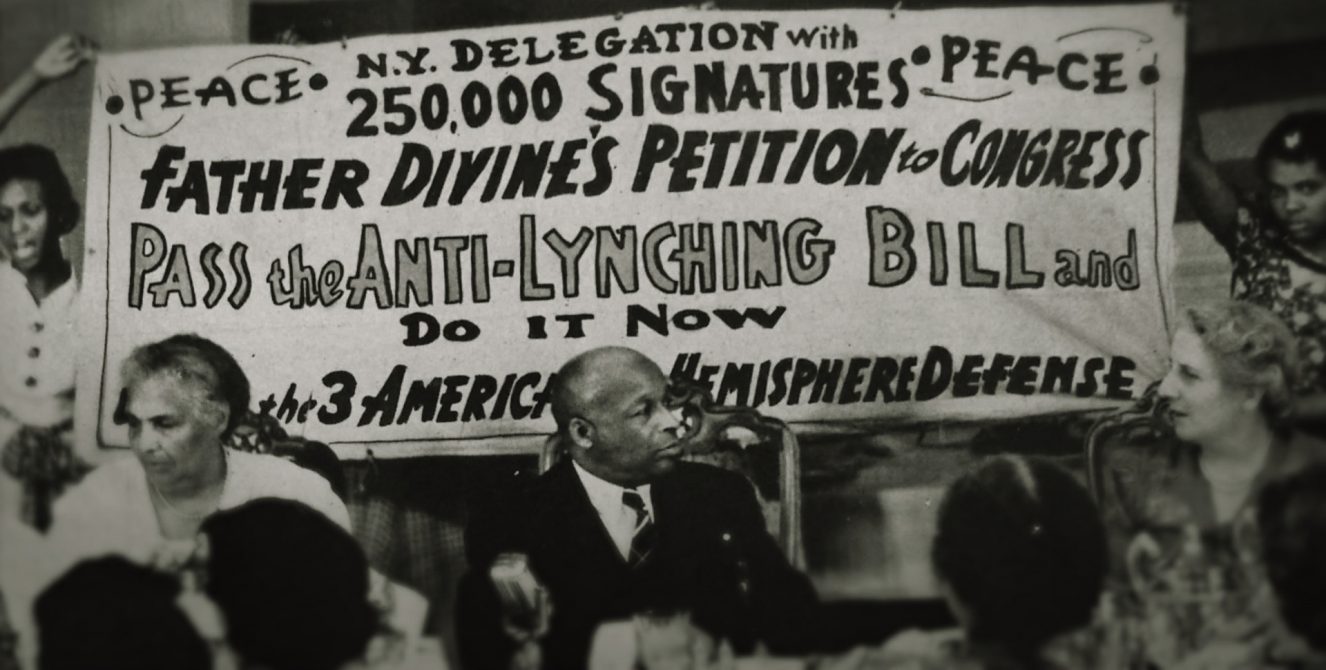 PEACE
N.Y. DELEGATION with
PEACE
250,000 SIGNATURES
FATHER DIVINE'S PETITION to CONGRESS
PASS the ANTI-LYNCHING BILL and
DO IT NOW
the 3 AMERICA HEMISPHERE DEFENSE